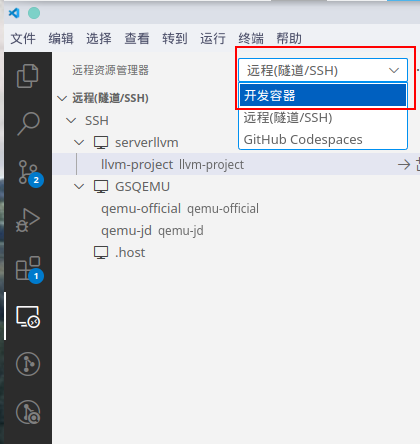 文件 编辑 选择 查看 转到 运行 终端 帮助
远程资源管理器
远程(隧道/SSH)
开发容器
远程(隧道/SSH)
GitHub Codespaces
远程(隧道/SSH)
SSH
serverllvm
llvm-project llvm-project
GSQEMU
qemu-official qemu-official
qemu-jd qemu-jd
.host
2
1